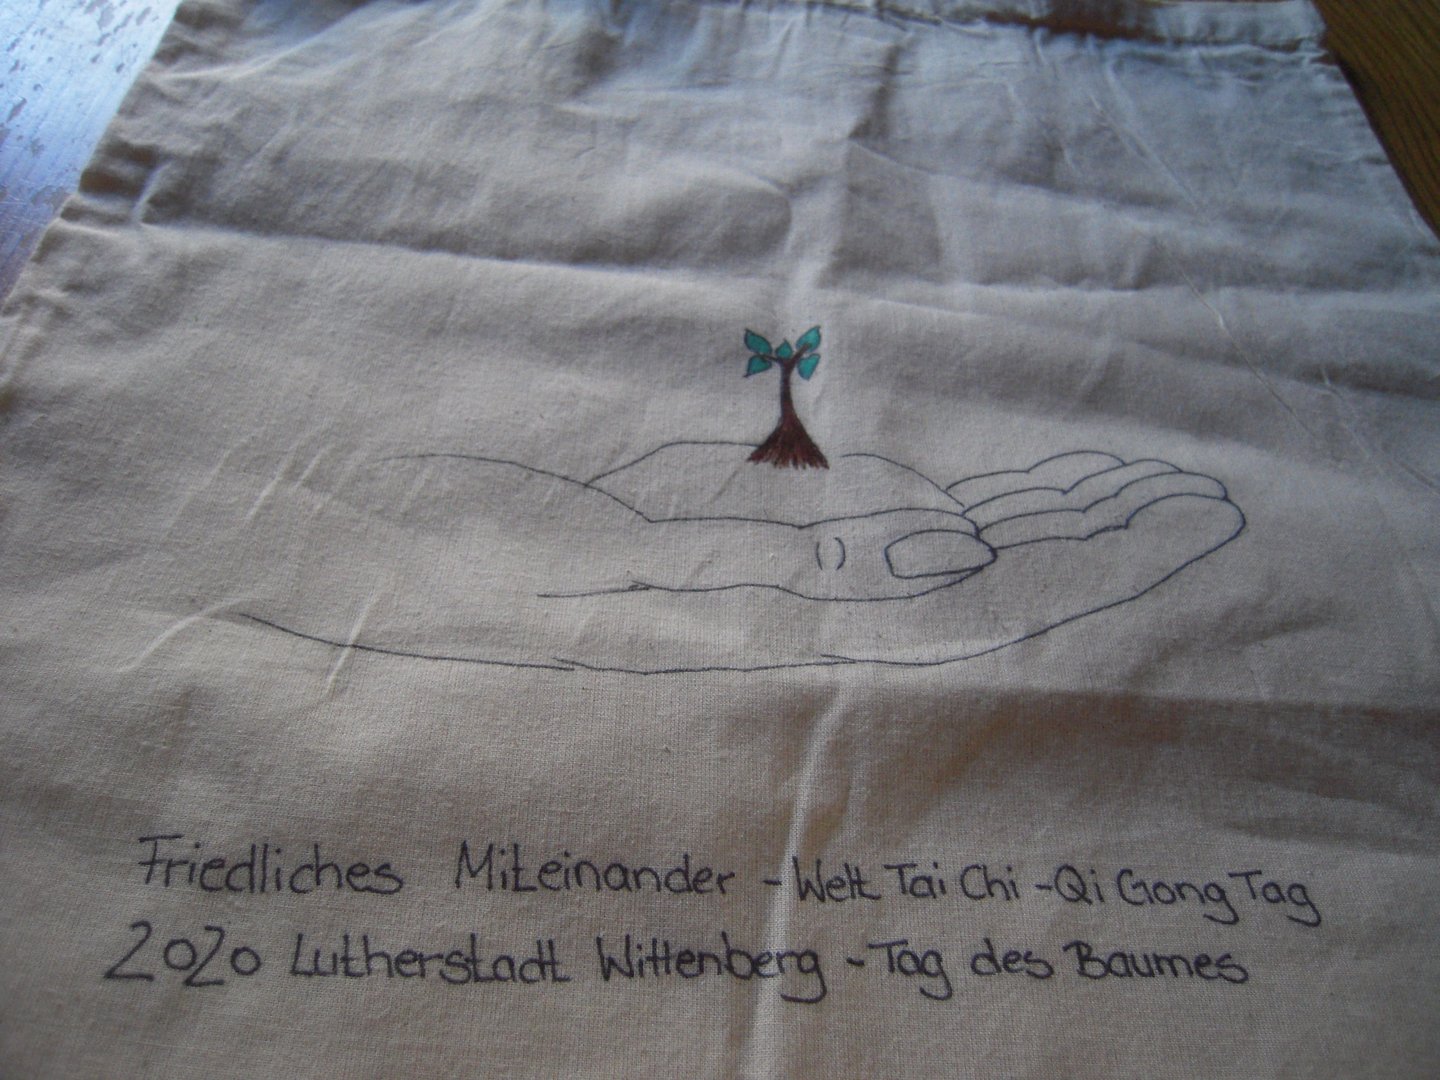 Friedliches Miteinander - Welt Tai Chi - Qi Gong Tag
2020 Lutherstadt Wittenberg - Tag des Baumes